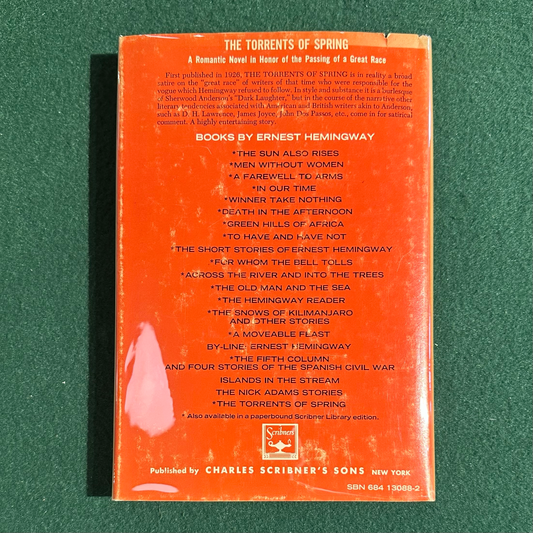 THE TORRENTS OF SPRING
A Romantic Novel in Honor of the Passing of a Great Race
First published in 1926, THE TORRENTS OF SPRING is in reality a broad
satire on the "great race" of writers of that time who were responsible for the
vogue which Hemingway refused to follow. In style and substance it is a burlesque
of Sherwood Anderson's "Dark Laughter," but in the course of the narrative other
literary tendencies associated with American and British writers akin to Anderson,
such as D. H. Lawrence, James Joyce, John Dos Passos, etc., come in for satirical
comment. A highly entertaining story.
BOOKS BY ERNEST HEMINGWAY
*THE SUN ALSO RISES
*MEN WITHOUT WOMEN
*A FAREWELL TO ARMS
*IN OUR TIME
*WINNER TAKE NOTHING
*DEATH IN THE AFTERNOON
*GREEN HILLS OF AFRICA
*TO HAVE AND HAVE NOT
*THE SHORT STORIES OF ERNEST HEMINGWAY
*FOR WHOM THE BELL TOLLS
*ACROSS THE RIVER AND INTO THE TREES
*THE OLD MAN AND THE SEA
*THE HEMINGWAY READER
*THE SNOWS OF KILIMANJARO
AND OTHER STORIES
*A MOVEABLE FEAST
BY-LINE: ERNEST HEMINGWAY
*THE FIFTH COLUMN
AND FOUR STORIES OF THE SPANISH CIVIL WAR
ISLANDS IN THE STREAM
THE NICK ADAMS STORIES
*THE TORRENTS OF SPRING
* Also available in a paperbound Scribner Library edition.
Scribners
Published by CHARLES SCRIBNER'S SONS NEW YORK
SBN 684 13088-2